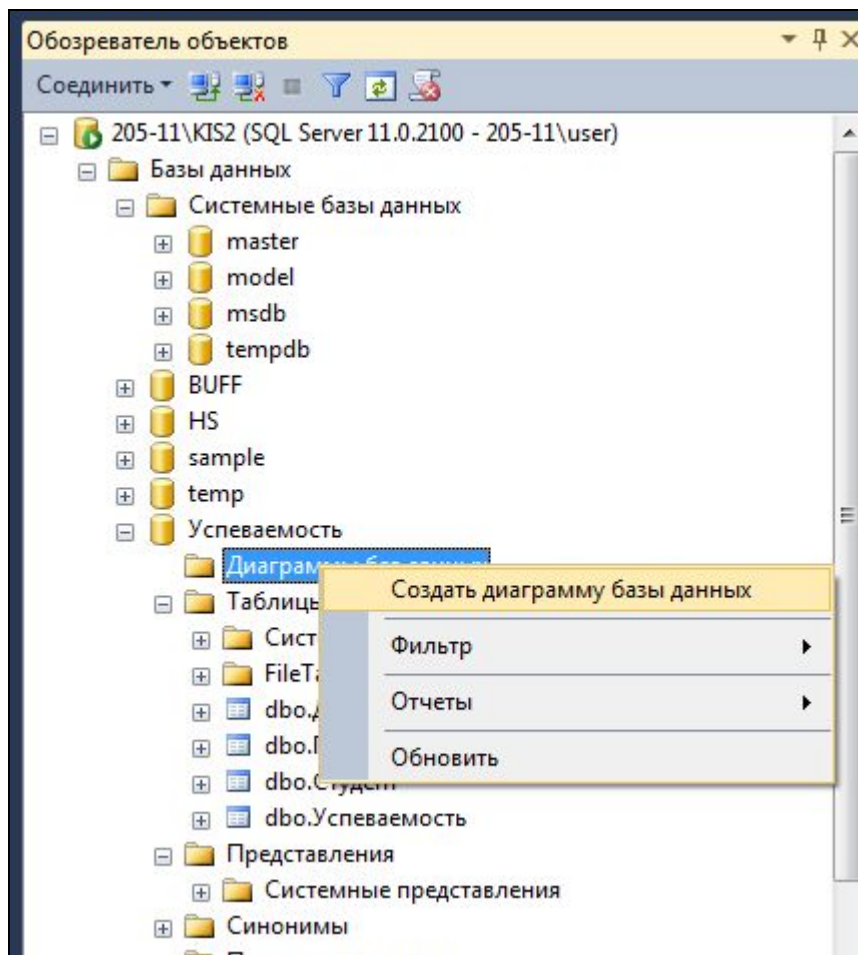 Обозреватель объектов
Соединить
205-11\KIS2 (SQL Server 11.0.2100 - 205-11\user)
Базы данных
Системные базы данных
master
model
msdb
tempdb
BUFF
HS
sample
temp
Успеваемость
Создать диаграмму базы данных
Таблицы
Фильтр
Отчеты
Обновить
dbo.Студент
dbo.Успеваемость
Представления
Системные представления
Синонимы